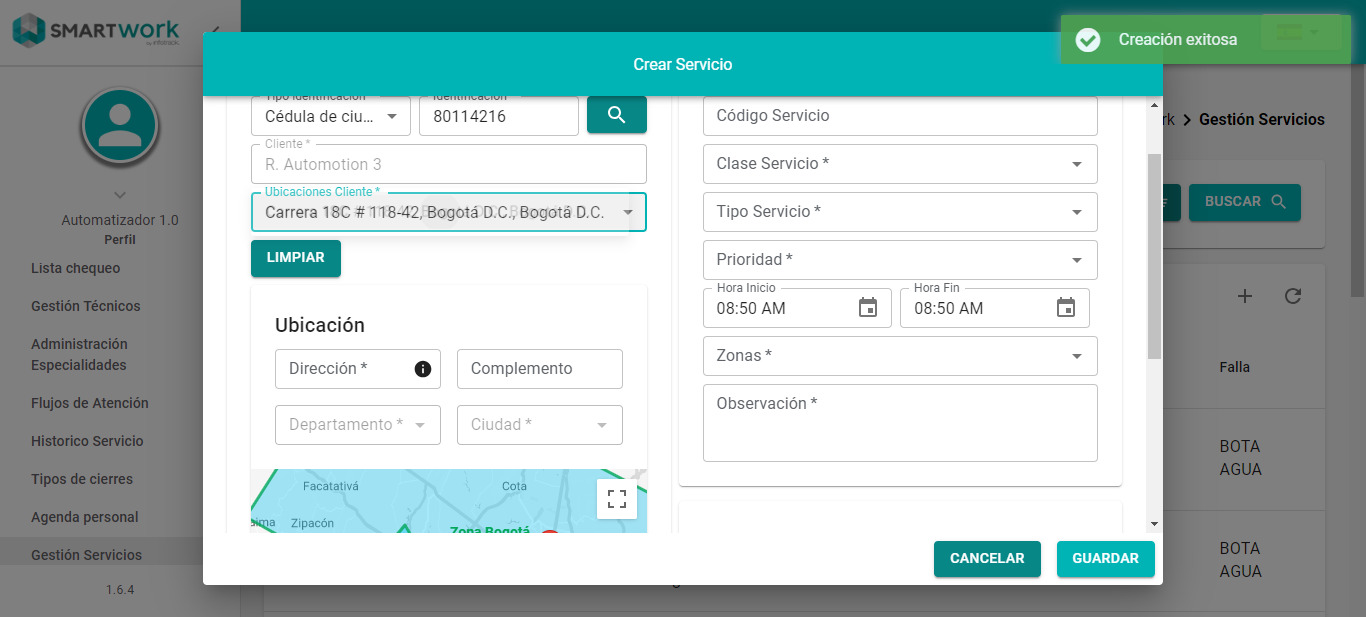 SMARTWORK
by infotrack
Creación exitosa
Crear Servicio
Gestión Servicios
Automatizador 1.0
Perfil
Lista chequeo
Gestión Técnicos
Administración
Especialidades
Flujos de Atención
Historico Servicio
Tipos de cierres
Agenda personal
Gestión Servicios
1.6.4
Tipo Identificación
Cédula de ciu...
Identificación
80114216
Cliente *
R. Automotion 3
Ubicaciones Cliente *
Carrera 18C # 118-42, Bogotá D.C., Bogotá D.C.
LIMPIAR
Ubicación
Dirección *
Complemento
Departamento *
Ciudad *
Facatativá
Cota
Zipacón
Zona Bogotá
Código Servicio
Clase Servicio *
Tipo Servicio *
Prioridad *
Hora Inicio
08:50 AM
Hora Fin
08:50 AM
Zonas *
Observación *
CANCELAR
GUARDAR
BUSCAR
Falla
BOTA
AGUA
BOTA
AGUA